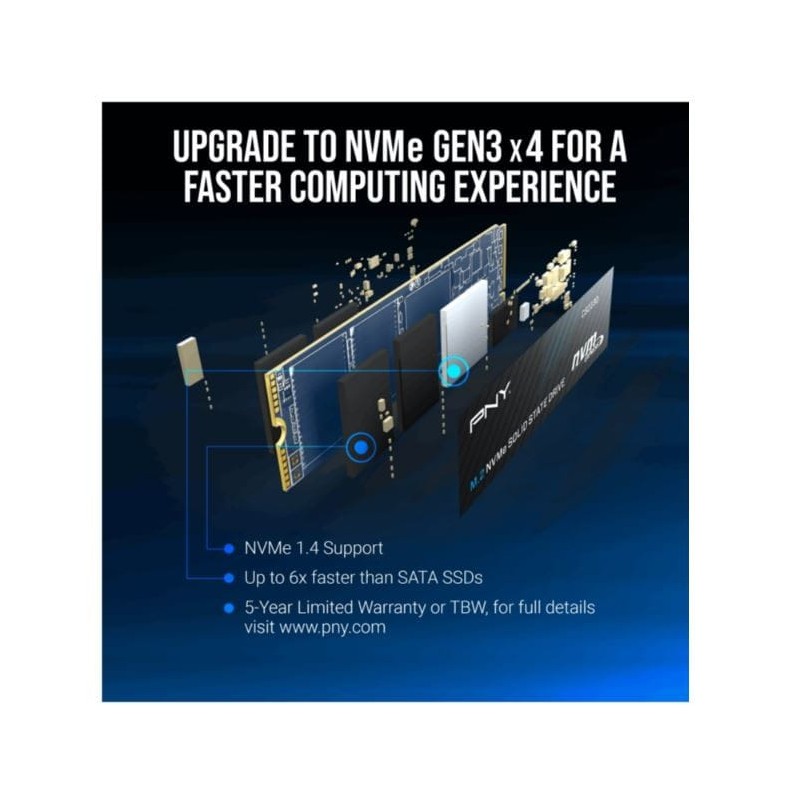 UPGRADE TO NVMe GEN3 x4 FOR A
FASTER COMPUTING EXPERIENCE
PNY
M.2 NVMe SOLID STATE DRIVE
nvm
NVMe 1.4 Support
Up to 6x faster than SATA SSDs
5-Year Limited Warranty or TBW, for full details
visit www.pny.com